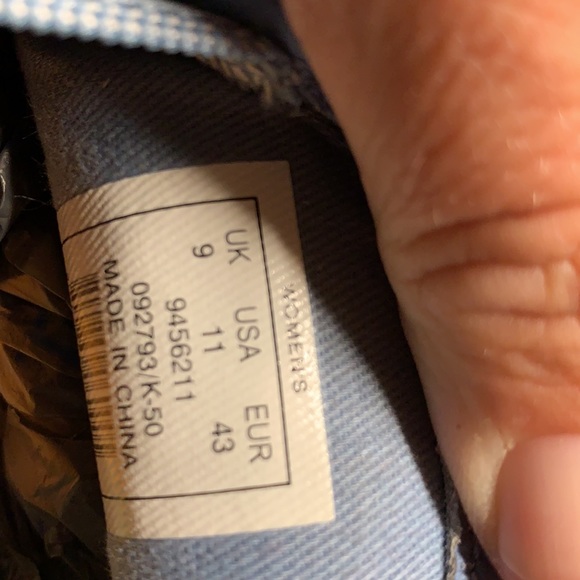 WOMEN'S
UK USA EUR
9 11 43
9456211
092793/K-50
MADE IN CHINA